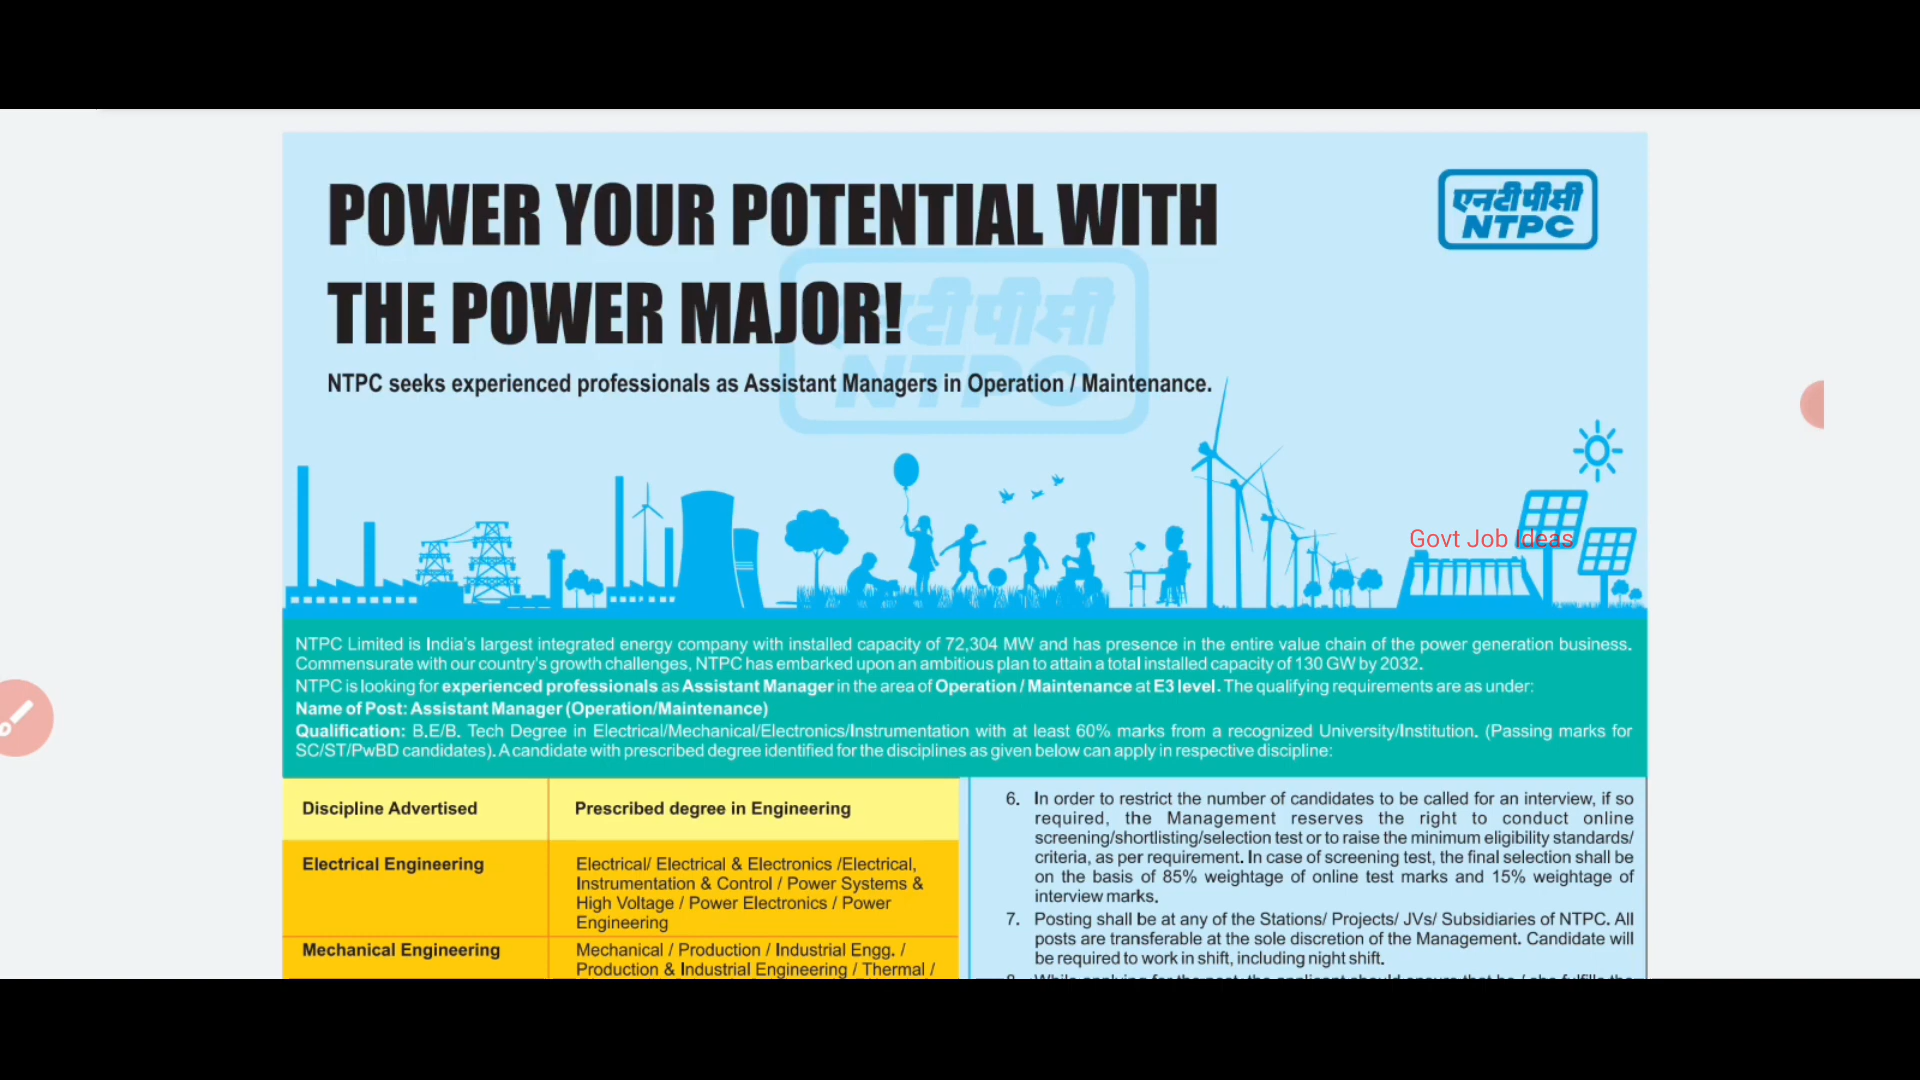 POWER YOUR POTENTIAL WITH
THE POWER MAJOR!
एनटीपीसी
NTPC
NTPC seeks experienced professionals as Assistant Managers in Operation / Maintenance.
Govt Job Ideas
NTPC Limited is India's largest integrated energy company with installed capacity of 72,304 MW and has presence in the entire value chain of the power generation business.
Commensurate with our country's growth challenges, NTPC has embarked upon an ambitious plan to attain a total installed capacity of 130 GW by 2032.
NTPC is looking for experienced professionals as Assistant Manager in the area of Operation / Maintenance at E3 level. The qualifying requirements are as under:
Name of Post: Assistant Manager (Operation/Maintenance)
Qualification: B.E/B. Tech Degree in Electrical/Mechanical/Electronics/Instrumentation with at least 60% marks from a recognized University/Institution. (Passing marks for
SC/ST/PwBD candidates). A candidate with prescribed degree identified for the disciplines as given below can apply in respective discipline:
Discipline Advertised
Prescribed degree in Engineering
Electrical Engineering
Electrical/ Electrical & Electronics /Electrical,
Instrumentation & Control / Power Systems &
High Voltage / Power Electronics / Power
Engineering
Mechanical Engineering
Mechanical / Production / Industrial Engg. /
Production & Industrial Engineering / Thermal /
6. In order to restrict the number of candidates to be called for an interview, if so
required, the Management reserves the right to conduct online
screening/shortlisting/selection test or to raise the minimum eligibility standards/
criteria, as per requirement. In case of screening test, the final selection shall be
on the basis of 85% weightage of online test marks and 15% weightage of
interview marks.
7. Posting shall be at any of the Stations/ Projects/ JVs/ Subsidiaries of NTPC. All
posts are transferable at the sole discretion of the Management. Candidate will
be required to work in shift, including night shift.